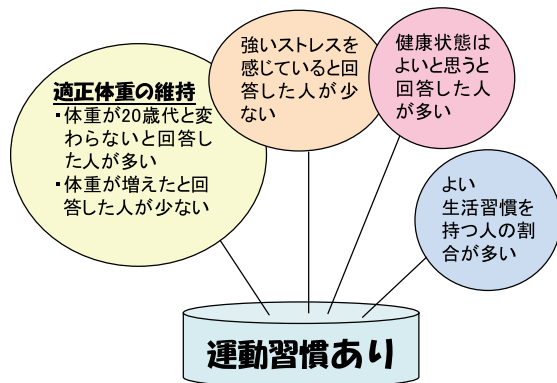 適正体重の維持
・体重が20歳代と変
わらないと回答し
た人が多い
・体重が増えたと回
答した人が少ない
強いストレスを
感じていると回
答した人が少
ない
健康状態は
よいと思うと
回答した人
が多い
よい
生活習慣を
持つ人の割
合が多い
運動習慣あり